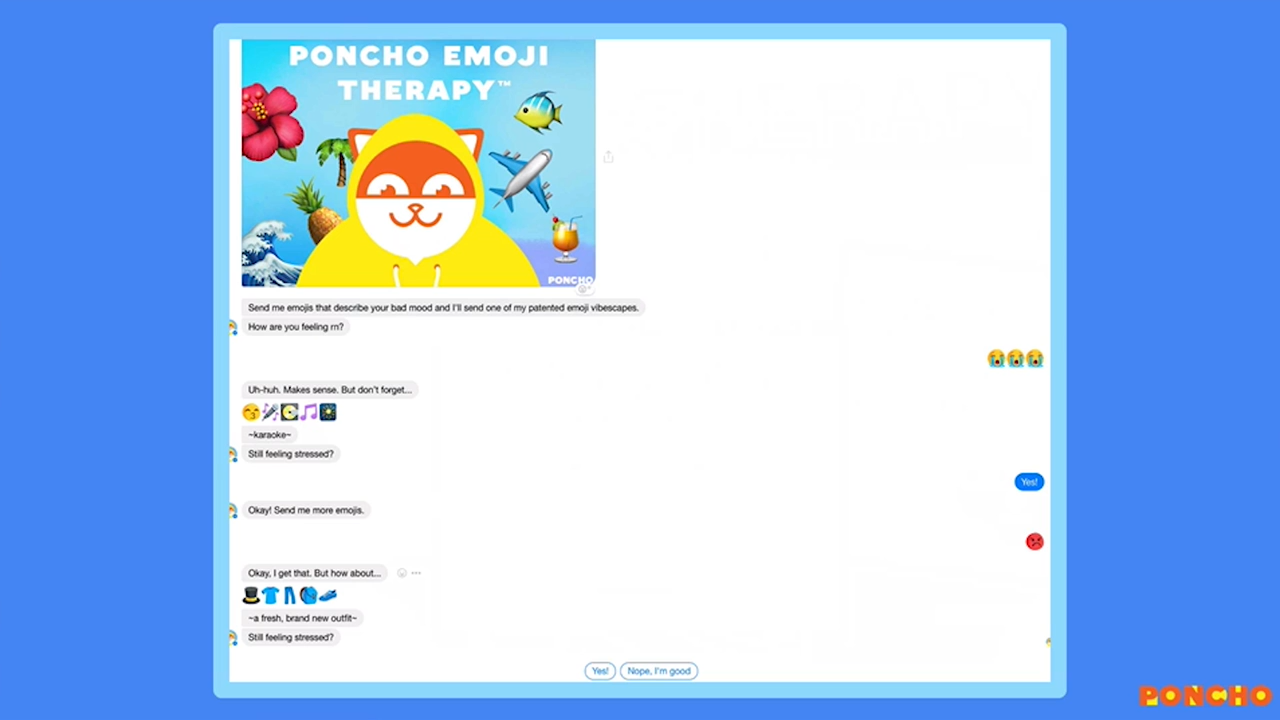 PONCHO EMOJI
THERAPY™
PONCHO
Send me emojis that describe your bad mood and I'll send one of my patented emoji vibescapes.
How are you feeling rn?
Uh-huh. Makes sense. But don't forget...
~karaoke~
Still feeling stressed?
Yes!
Okay! Send me more emojis.
Okay, I get that. But how about...
~a fresh, brand new outfit~
Still feeling stressed?
Yes!
Nope, I'm good
PONCHO